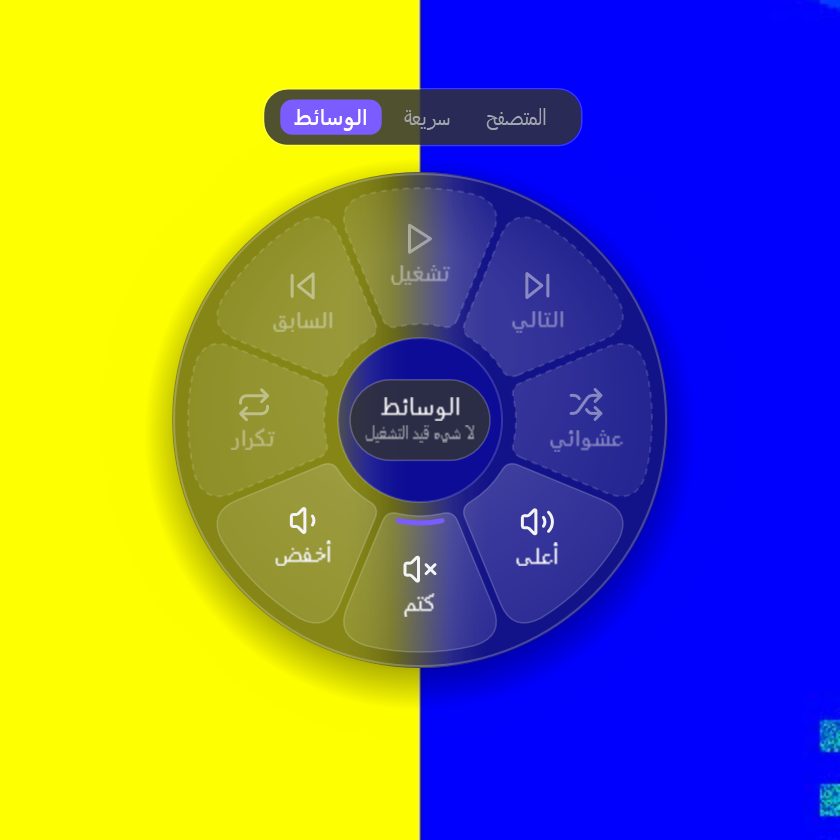 المتصفح
سريعة
الوسائط
تشغيل
التالي
السابق
عشوائي
تكرار
الوسائط
لا شيء قيد التشغيل
أعلى
أخفض
كتم